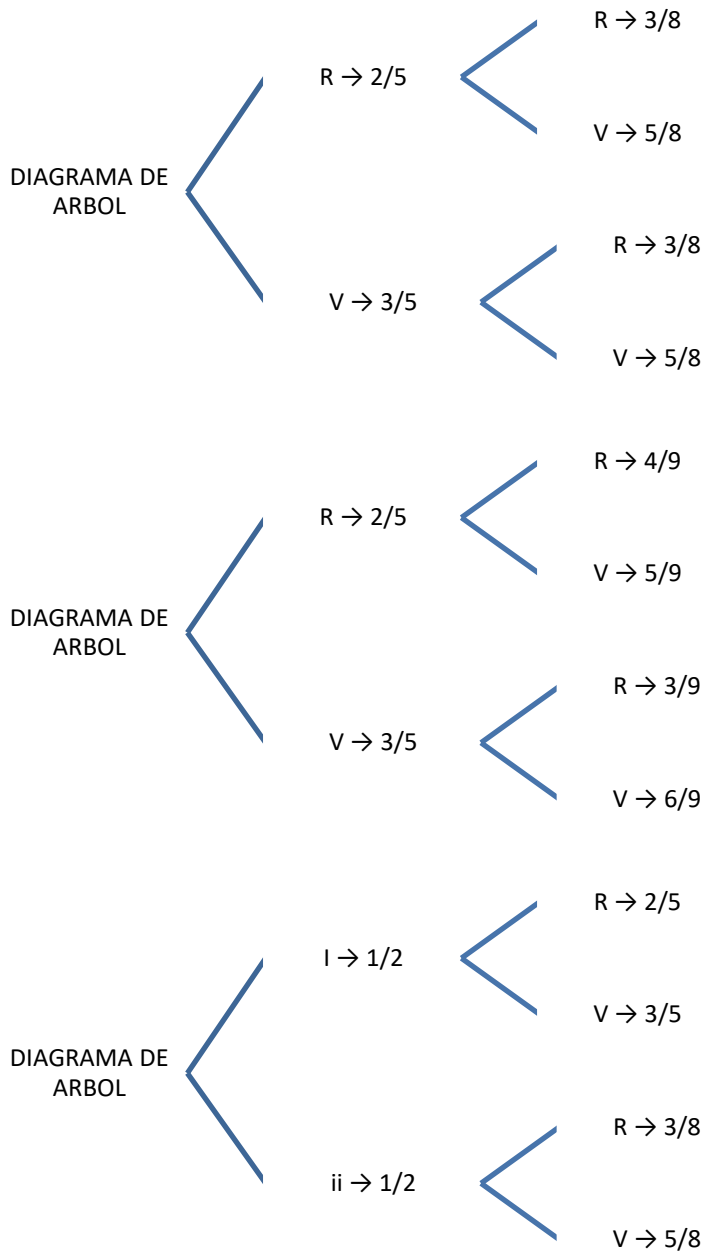 R → 3/8
R → 2/5
V → 5/8
DIAGRAMA DE
ARBOL
R → 3/8
V → 3/5
V → 5/8
R → 4/9
R → 2/5
V → 5/9
DIAGRAMA DE
ARBOL
R → 3/9
V → 3/5
V → 6/9
R → 2/5
I → 1/2
V → 3/5
DIAGRAMA DE
ARBOL
R → 3/8
ii → 1/2
V → 5/8